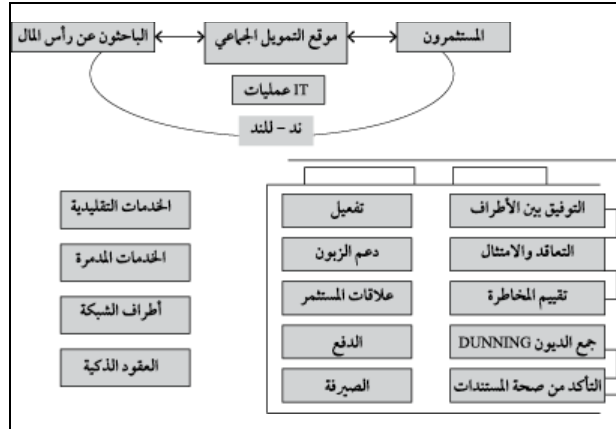 المستثمرون
موقع التمويل الجماعي
الباحثون عن رأس المال
عمليات IT
ند - للند
التوفيق بين الأطراف
التعاقد والامتثال
تقييم المخاطرة
جمع الديون DUNNING
التأكد من صحة المستندات
تفعيل
دعم الزبون
علاقات المستثمر
الدفع
الصيرفة
الخدمات التقليدية
الخدمات المدمرة
أطراف الشبكة
العقود الذكية